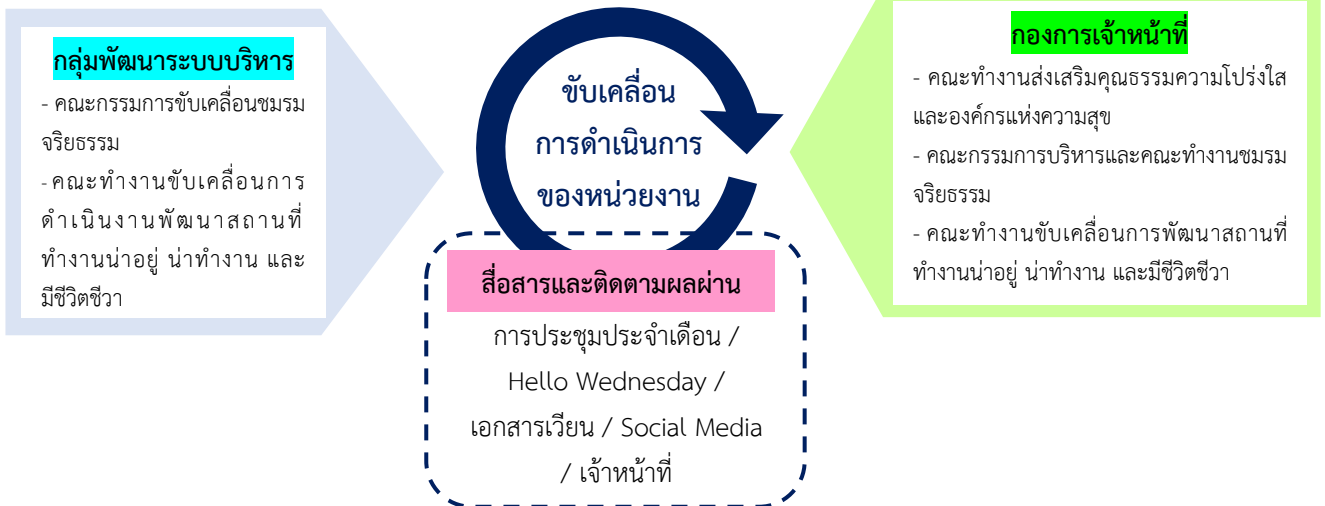 กลุ่มพัฒนาระบบบริหาร
- คณะกรรมการขับเคลื่อนชมรม
จริยธรรม
- คณะทำงานขับเคลื่อนการ
ดำเนินงานพัฒนาสถานที่
ทำงานน่าอยู่ น่าทำงาน และ
มีชีวิตชีวา
ขับเคลื่อน
การดำเนินการ
ของหน่วยงาน
สื่อสารและติดตามผลผ่าน
การประชุมประจำเดือน /
Hello Wednesday /
เอกสารเวียน / Social Media
/ เจ้าหน้าที่
กองการเจ้าหน้าที่
- คณะทำงานส่งเสริมคุณธรรมความโปร่งใส
และองค์กรแห่งความสุข
- คณะกรรมการบริหารและคณะทำงานชมรม
จริยธรรม
- คณะทำงานขับเคลื่อนการพัฒนาสถานที่
ทำงานน่าอยู่ น่าทำงาน และมีชีวิตชีวา